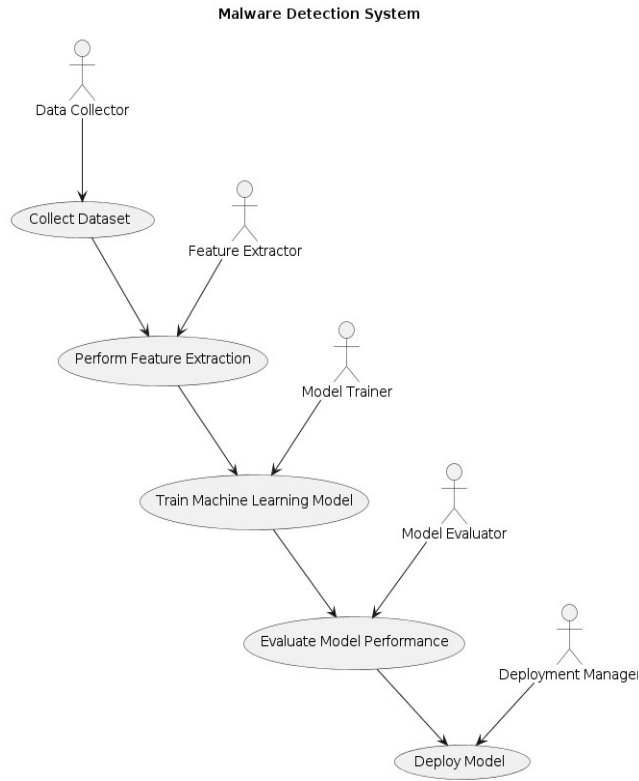 Malware Detection System
Data Collector
Collect Dataset
Feature Extractor
Perform Feature Extraction
Model Trainer
Train Machine Learning Model
Model Evaluator
Evaluate Model Performance
Deployment Manager
Deploy Model